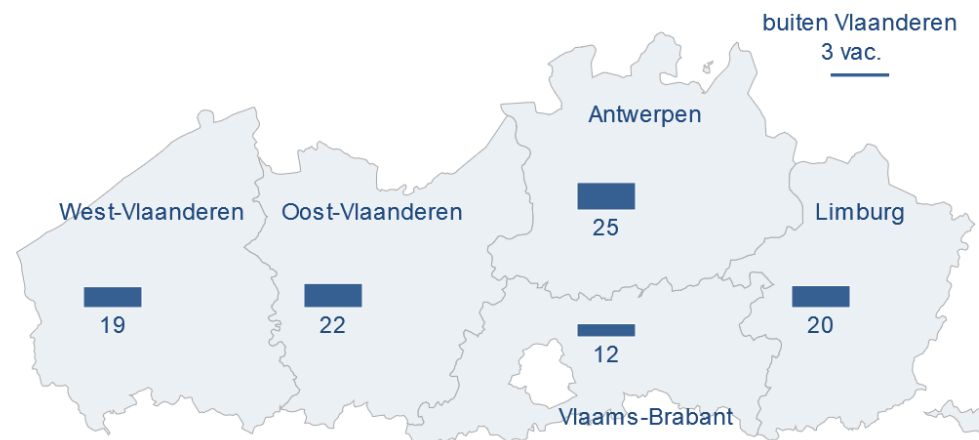 buiten Vlaanderen
3 vac.
Antwerpen
25
West-Vlaanderen
19
Oost-Vlaanderen
22
Limburg
20
12
Vlaams-Brabant